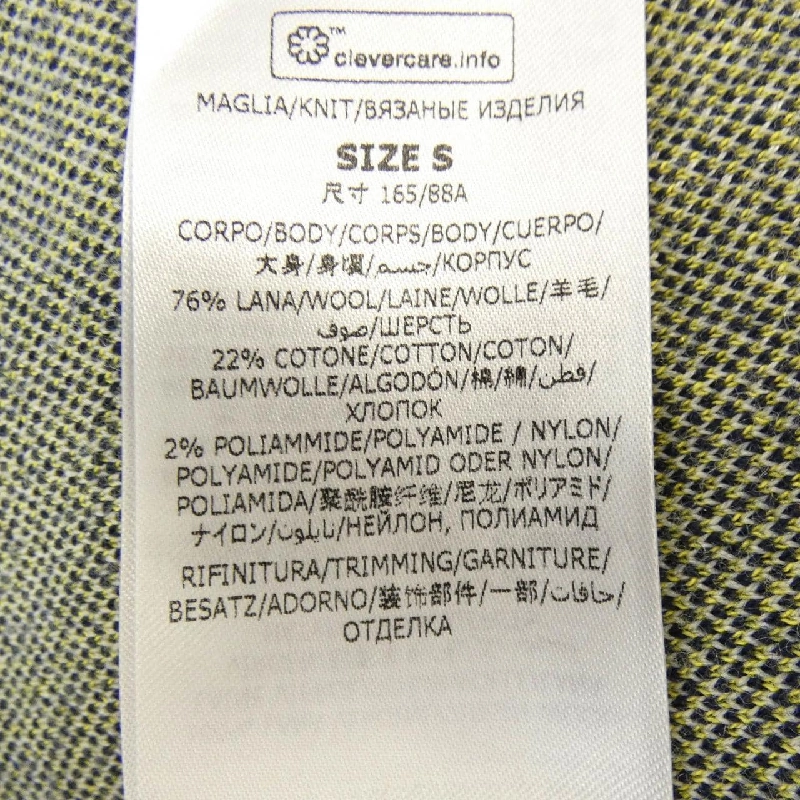 ™
clevercare.info
MAGLIA/KNIT/ВЯЗАНЫЕ ИЗДЕЛИЯ
SIZE S
尺寸 165/88A
CORPO/BODY/CORPS/BODY/CUERPO/
大身/身頃/جسم/КОРПУС
76% LANA/WOOL/LAINE/WOLLE/羊毛/
صوف/ШЕРСТЬ
22% COTONE/COTTON/COTON/
BAUMWOLLE/ALGODÓN/棉/綿/قطن/
ХЛОПОК
2% POLIAMMIDE/POLYAMIDE / NYLON/
POLYAMIDE/POLYAMID ODER NYLON/
POLIAMIDA/聚酰胺纤维/尼龙/ポリアミド/
ナイロン/نايلون/НЕЙЛОН, ПОЛИАМИД
RIFINITURA/TRIMMING/GARNITURE/
BESATZ/ADORNO/装饰部件/一部/حافات/
ОТДЕЛКА